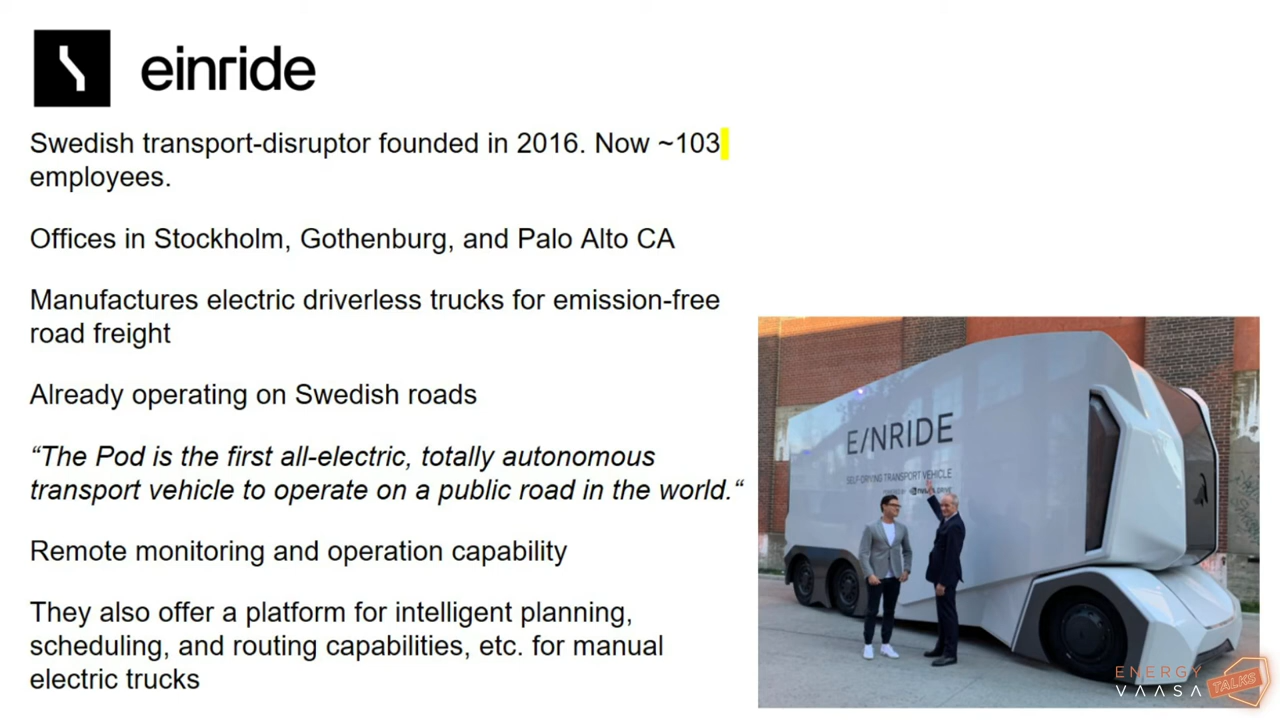 einride
Swedish transport-disruptor founded in 2016. Now ~103
employees.
Offices in Stockholm, Gothenburg, and Palo Alto CA
Manufactures electric driverless trucks for emission-free
road freight
Already operating on Swedish roads
“The Pod is the first all-electric, totally autonomous
transport vehicle to operate on a public road in the world.“
Remote monitoring and operation capability
They also offer a platform for intelligent planning,
scheduling, and routing capabilities, etc. for manual
electric trucks
E/NRIDE
SELF-DRIVING TRANSPORT VEHICLE
ENERGY
VAASA TALKS